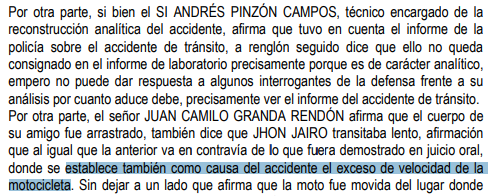 Por otra parte, si bien el SI ANDRÉS PINZÓN CAMPOS, técnico encargado de la
reconstrucción analítica del accidente, afirma que tuvo en cuenta el informe de la
policía sobre el accidente de tránsito, a renglón seguido dice que ello no queda
consignado en el informe de laboratorio precisamente porque es de carácter analítico,
empero no puede dar respuesta a algunos interrogantes de la defensa frente a su
análisis por cuanto aduce debe, precisamente ver el informe del accidente de tránsito.
Por otra parte, el señor JUAN CAMILO GRANDA RENDÓN afirma que el cuerpo de
su amigo fue arrastrado, también dice que JHON JAIRO transitaba lento, afirmación
que al igual que la anterior va en contravía de lo que fuera demostrado en juicio oral,
donde se establece también como causa del accidente el exceso de velocidad de la
motocicleta. Sin dejar a un lado que afirma que la moto fue movida del lugar donde